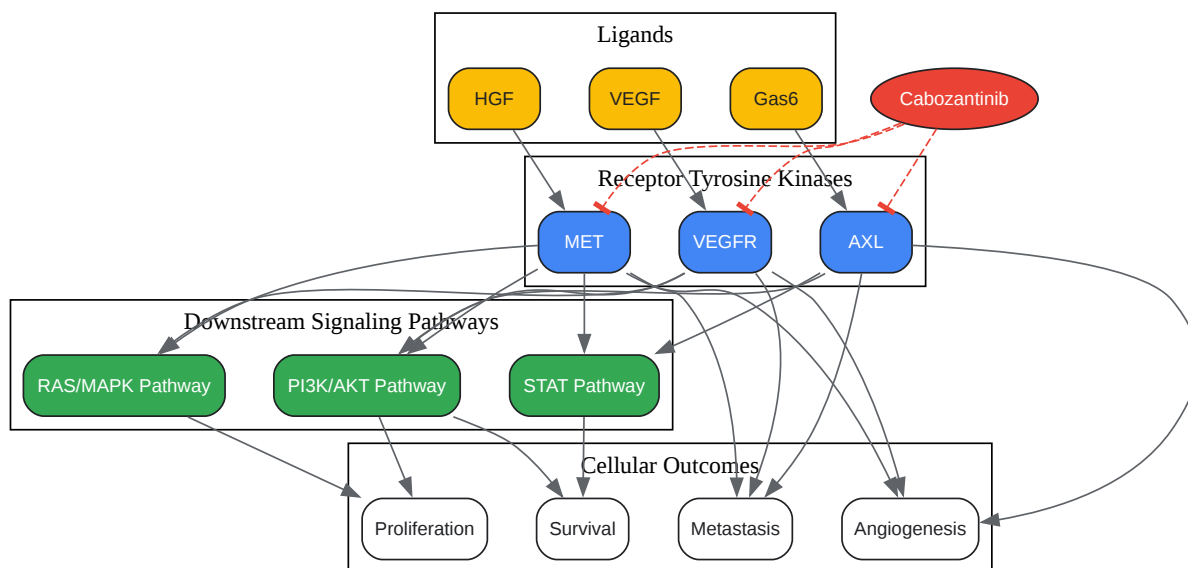 Ligands
HGF
VEGF
Gas6
Cabozantinib
Receptor Tyrosine Kinases
MET
VEGFR
AXL
Downstream Signaling Pathways
RAS/MAPK Pathway
PI3K/AKT Pathway
STAT Pathway
Cellular Outcomes
Proliferation
Survival
Metastasis
Angiogenesis